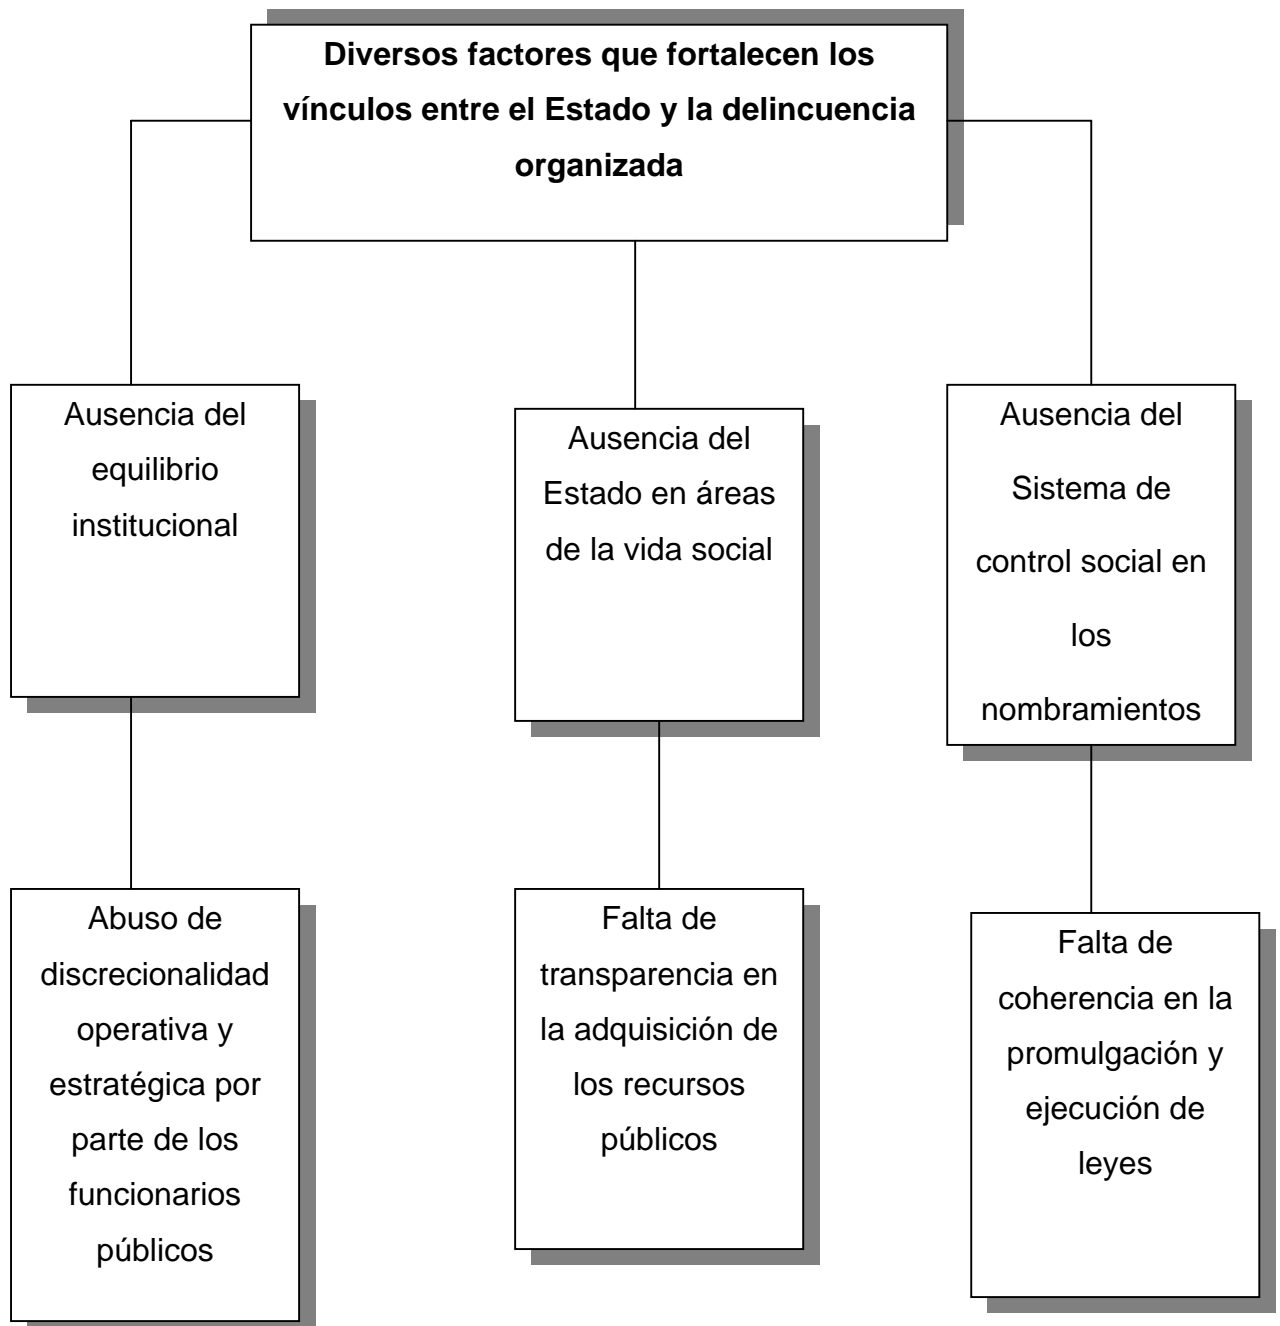 Diversos factores que fortalecen los
vínculos entre el Estado y la delincuencia
organizada
Ausencia del
equilibrio
institucional
Ausencia del
Estado en áreas
de la vida social
Ausencia del
Sistema de
control social en
los
nombramientos
Abuso de
discrecionalidad
operativa y
estratégica por
parte de los
funcionarios
públicos
Falta de
transparencia en
la adquisición de
los recursos
públicos
Falta de
coherencia en la
promulgación y
ejecución de
leyes